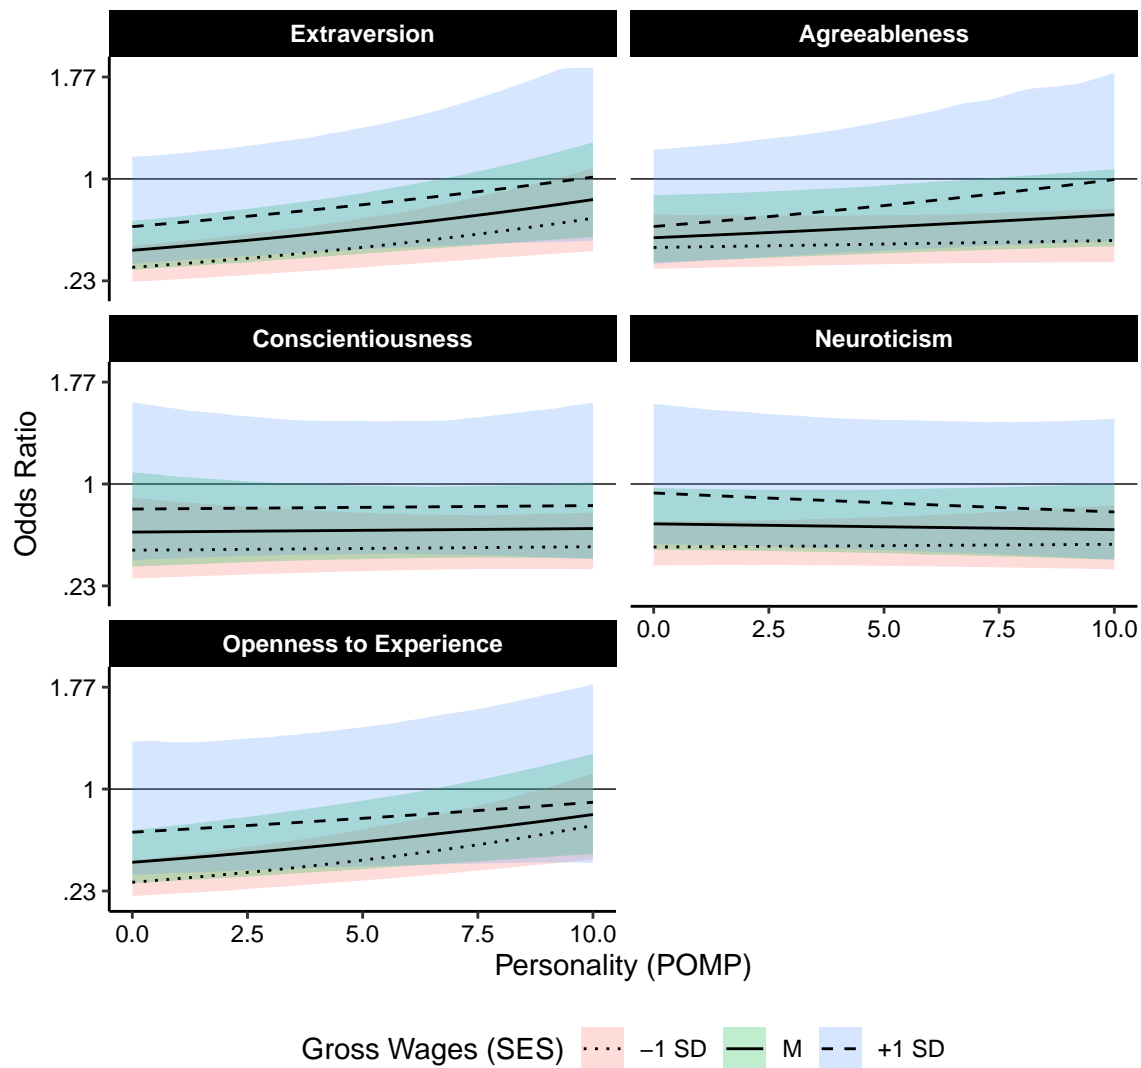 Extraversion
Agreeableness
1.77
1
.23
Conscientiousness
Neuroticism
1.77
1
.23
0.0 2.5 5.0 7.5 10.0
Openness to Experience
1.77
1
.23
0.0 2.5 5.0 7.5 10.0
Odds Ratio
Personality (POMP)
Gross Wages (SES) −1 SD M +1 SD